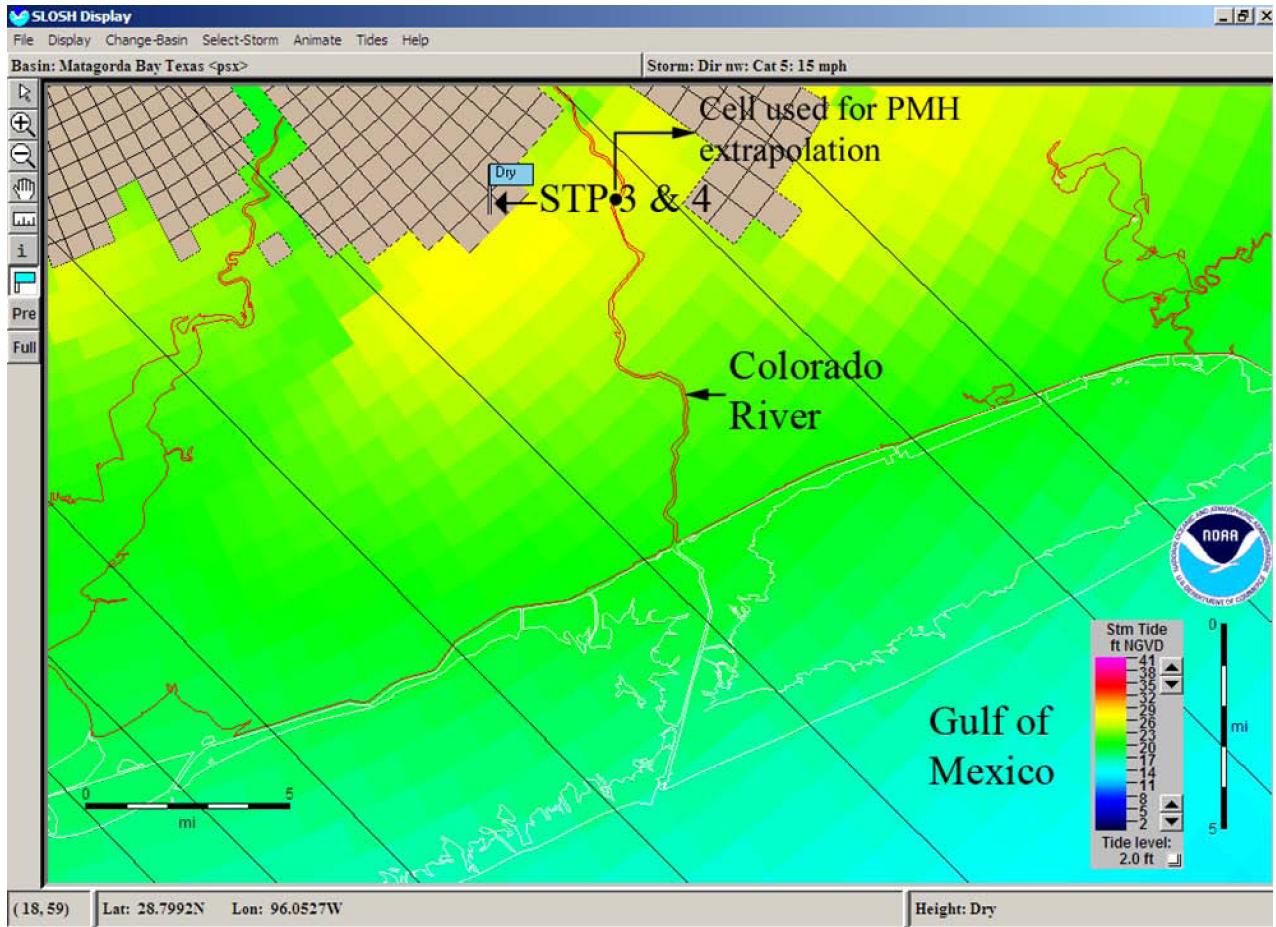 SLOSH Display
File Display Change-Basin Select-Storm Animate Tides Help
Basin: Matagorda Bay Texas <psx>
Storm: Dir nw: Cat 5: 15 mph
Cell used for PMH
extrapolation
Dry
STP 3 & 4
i
Pre
Full
Colorado
River
NOAA
Gulf of
Mexico
Stm Tide
ft NGVD
41
38
35
32
29
26
23
20
17
14
11
8
5
2
Tide level:
2.0 ft
0
mi
5
0 5
mi
(18, 59)
Lat: 28.7992N Lon: 96.0527W
Height: Dry